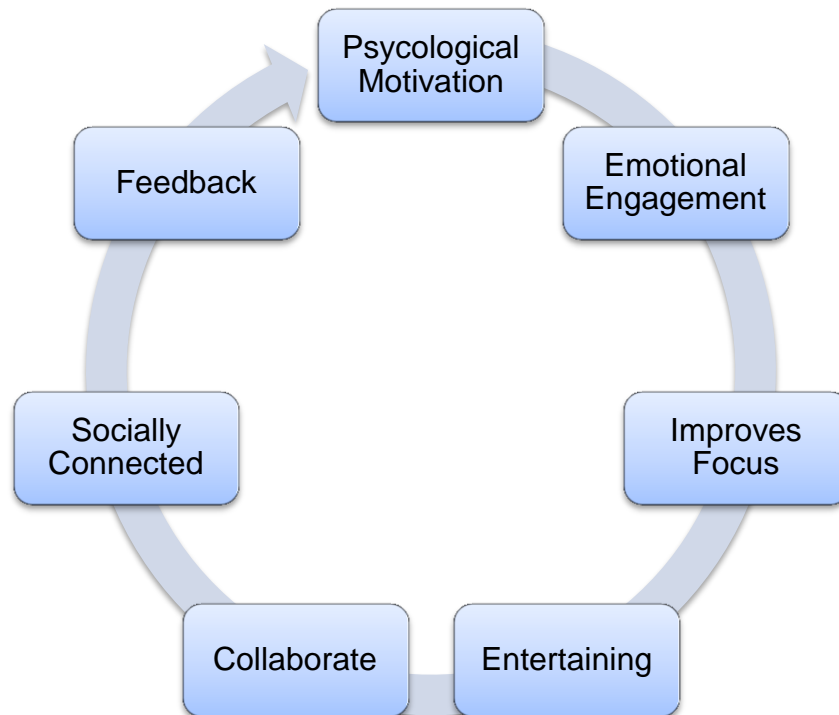 Psycological
Motivation
Emotional
Engagement
Improves
Focus
Entertaining
Collaborate
Socially
Connected
Feedback